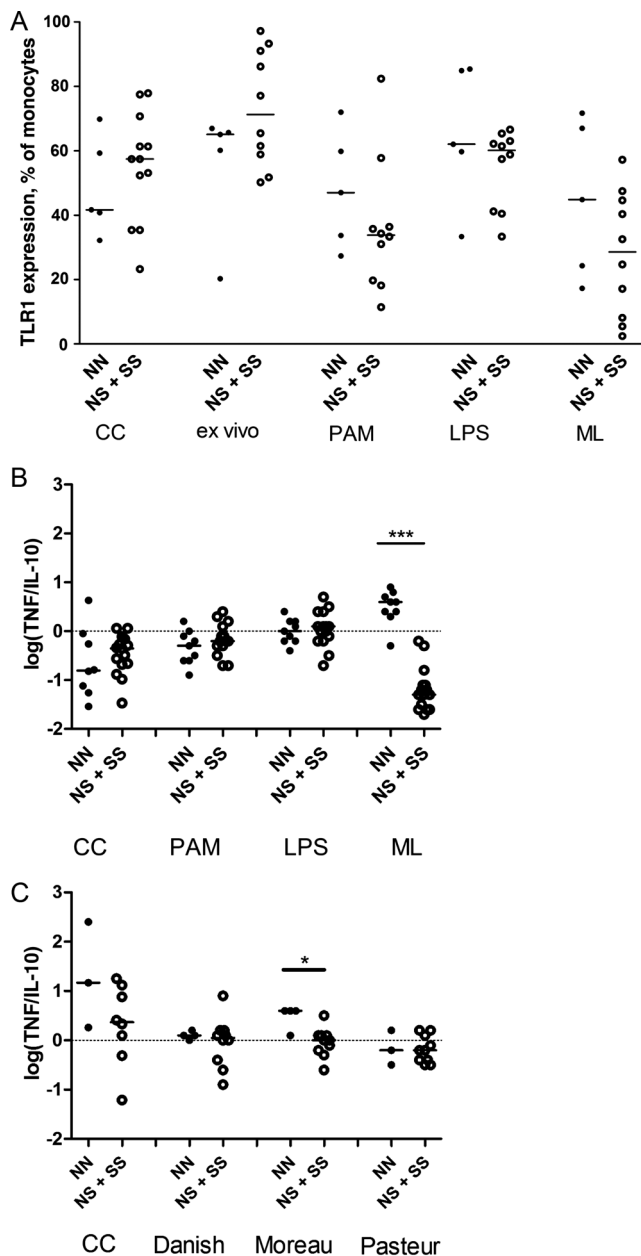 A
TLR1 expression, % of monocytes
100
80
60
40
20
0
NN NS + SS NN NS + SS NN NS + SS NN NS + SS NN NS + SS
CC ex vivo PAM LPS ML
B
log(TNF/IL-10)
3
2
1
0
-1
-2
***
NN NS + SS NN NS + SS NN NS + SS NN NS + SS
CC PAM LPS ML
C
log(TNF/IL-10)
3
2
1
0
-1
-2
*
NN NS + SS NN NS + SS NN NS + SS NN NS + SS
CC Danish Moreau Pasteur